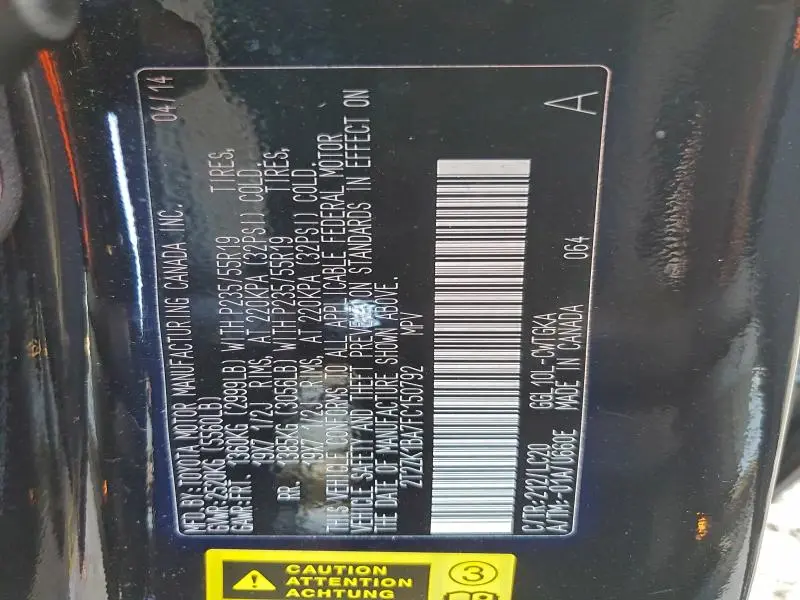 MFD.BY:TOYOTA MOTOR MANUFACTURING CANADA INC. 04/14
GVWR:2520KG (5560LB)
GAWR:FRT. 1360KG (2999LB) WITH P235/55R19 TIRES,
19X7 1/2J RIMS, AT 220KPA (32PSI) COLD
RR. 1385KG (3056LB) WITH P235/55R19 TIRES,
19X7 1/2J RIMS, AT 220KPA (32PSI) COLD
THIS VEHICLE CONFORMS TO ALL APPLICABLE FEDERAL MOTOR
VEHICLE SAFETY AND THEFT PREVENTION STANDARDS IN EFFECT ON
THE DATE OF MANUFACTURE SHOWN ABOVE.
2T2ZK1BA7FC150792 MPV
C/TR:212/LC20 GGL10L-CWTGKA 064
A/TM:-01A/U660E MADE IN CANADA A
CAUTION
ATTENTION
ACHTUNG
3